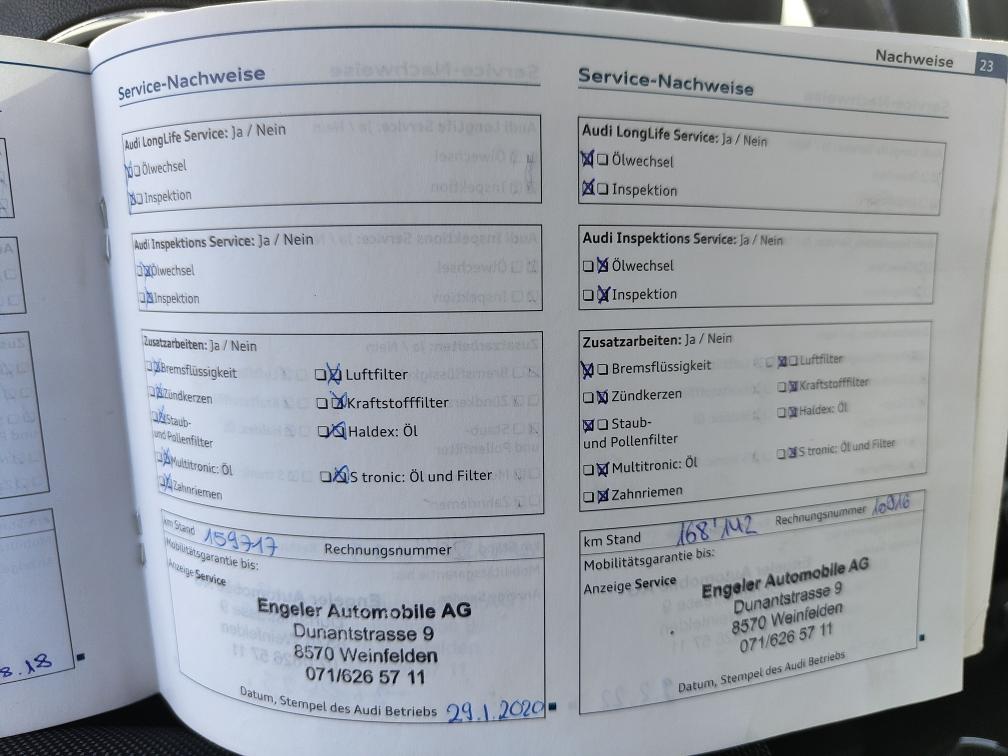 Nachweise 23
Service-Nachweise
Audi LongLife Service: Ja / Nein
Ölwechsel
Inspektion
Audi Inspektions Service: Ja / Nein
Ölwechsel
Inspektion
Zusatzarbeiten: Ja / Nein
Bremsflüssigkeit
Luftfilter
Zündkerzen
Kraftstofffilter
Staub-
und Pollenfilter
Haldex: Öl
Multitronic: Öl
S tronic: Öl und Filter
Zahnriemen
km Stand 159717 Rechnungsnummer
Mobilitätsgarantie bis:
Anzeige Service
Engeler Automobile AG
Dunantstrasse 9
8570 Weinfelden
071/626 57 11
Datum, Stempel des Audi Betriebs 29.1.2020
Service-Nachweise
Audi LongLife Service: Ja / Nein
Ölwechsel
Inspektion
Audi Inspektions Service: Ja / Nein
Ölwechsel
Inspektion
Zusatzarbeiten: Ja / Nein
Bremsflüssigkeit
Luftfilter
Zündkerzen
Kraftstofffilter
Staub-
und Pollenfilter
Haldex: Öl
Multitronic: Öl
S tronic: Öl und Filter
Zahnriemen
km Stand 168'142 Rechnungsnummer 10916
Mobilitätsgarantie bis:
Anzeige Service
Engeler Automobile AG
Dunantstrasse 9
8570 Weinfelden
071/626 57 11
Datum, Stempel des Audi Betriebs
8.18